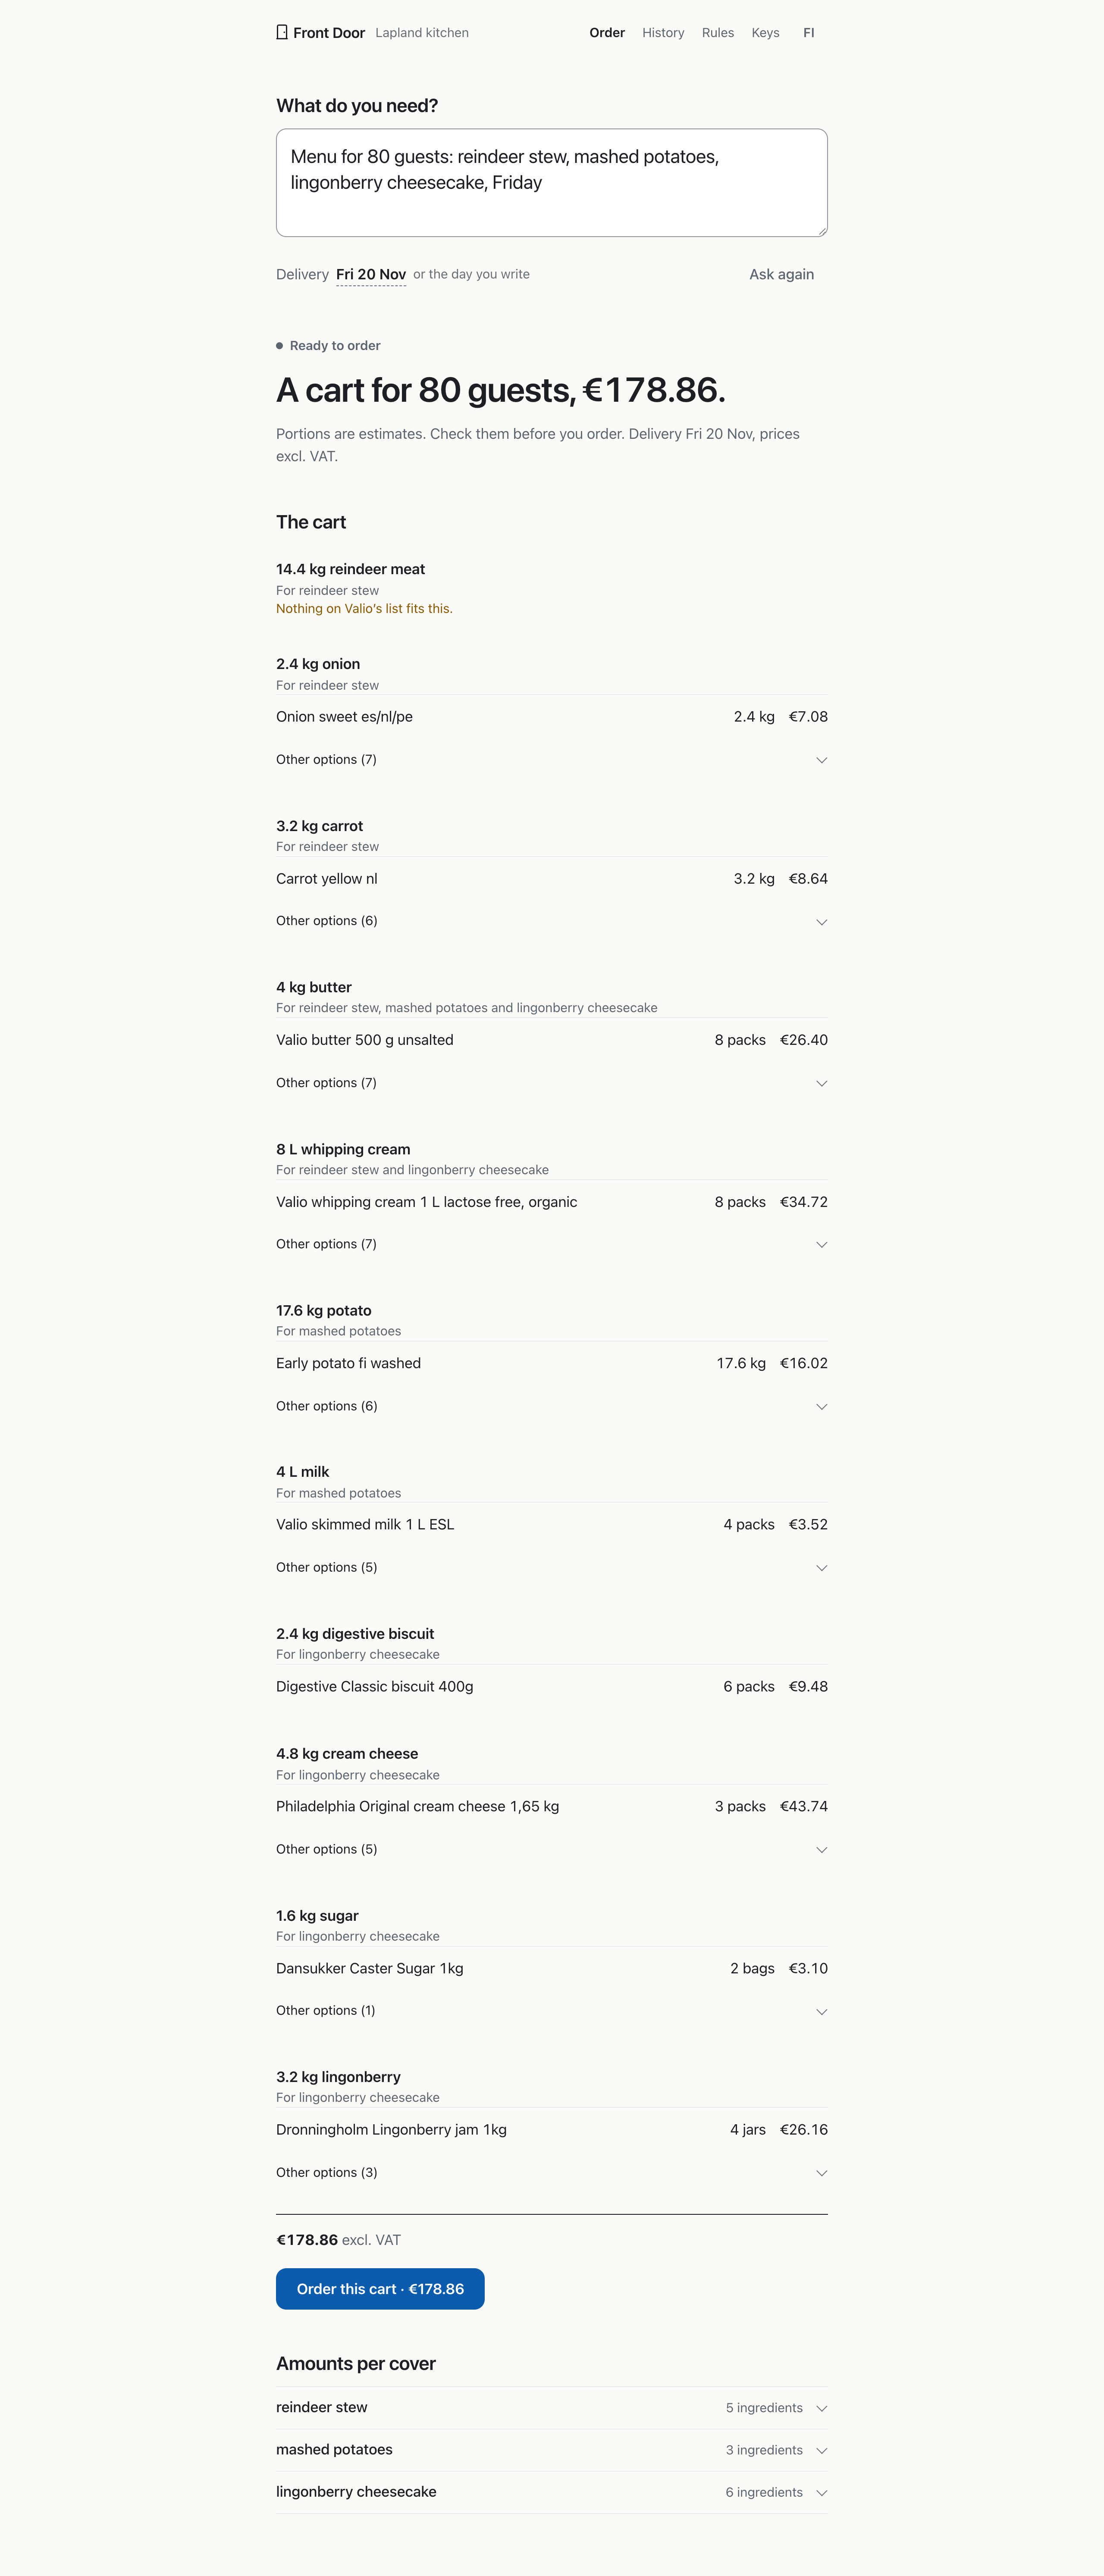 Front Door Lapland kitchen Order History Rules Keys FI
What do you need?
Menu for 80 guests: reindeer stew, mashed potatoes,
lingonberry cheesecake, Friday
Delivery Fri 20 Nov or the day you write Ask again
Ready to order
A cart for 80 guests, €178.86.
Portions are estimates. Check them before you order. Delivery Fri 20 Nov, prices
excl. VAT.
The cart
14.4 kg reindeer meat
For reindeer stew
Nothing on Valio's list fits this.
2.4 kg onion
For reindeer stew
Onion sweet es/nl/pe 2.4 kg €7.08
Other options (7)
3.2 kg carrot
For reindeer stew
Carrot yellow nl 3.2 kg €8.64
Other options (6)
4 kg butter
For reindeer stew, mashed potatoes and lingonberry cheesecake
Valio butter 500 g unsalted 8 packs €26.40
Other options (7)
8 L whipping cream
For reindeer stew and lingonberry cheesecake
Valio whipping cream 1 L lactose free, organic 8 packs €34.72
Other options (7)
17.6 kg potato
For mashed potatoes
Early potato fi washed 17.6 kg €16.02
Other options (6)
4 L milk
For mashed potatoes
Valio skimmed milk 1 L ESL 4 packs €3.52
Other options (5)
2.4 kg digestive biscuit
For lingonberry cheesecake
Digestive Classic biscuit 400g 6 packs €9.48
4.8 kg cream cheese
For lingonberry cheesecake
Philadelphia Original cream cheese 1,65 kg 3 packs €43.74
Other options (5)
1.6 kg sugar
For lingonberry cheesecake
Dansukker Caster Sugar 1kg 2 bags €3.10
Other options (1)
3.2 kg lingonberry
For lingonberry cheesecake
Dronningholm Lingonberry jam 1kg 4 jars €26.16
Other options (3)
€178.86 excl. VAT
Order this cart · €178.86
Amounts per cover
reindeer stew 5 ingredients
mashed potatoes 3 ingredients
lingonberry cheesecake 6 ingredients